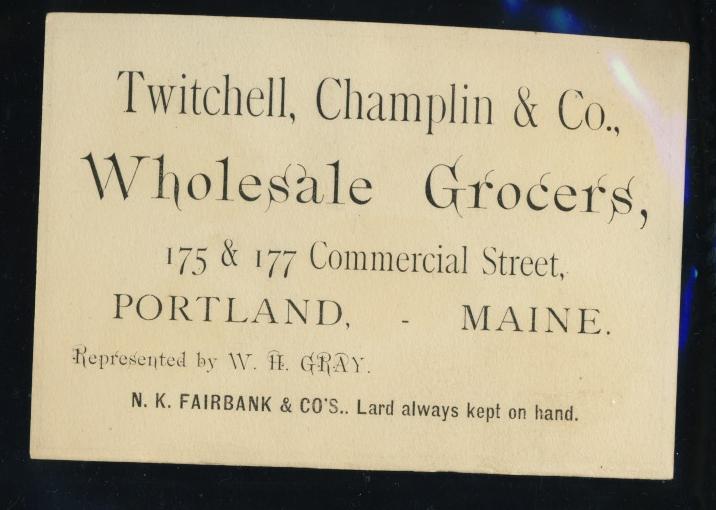 Twitchell, Champlin & Co.,
Wholesale Grocers,
175 & 177 Commercial Street,
PORTLAND, - MAINE.
Represented by W. H. GRAY.
N. K. FAIRBANK & CO'S.. Lard always kept on hand.